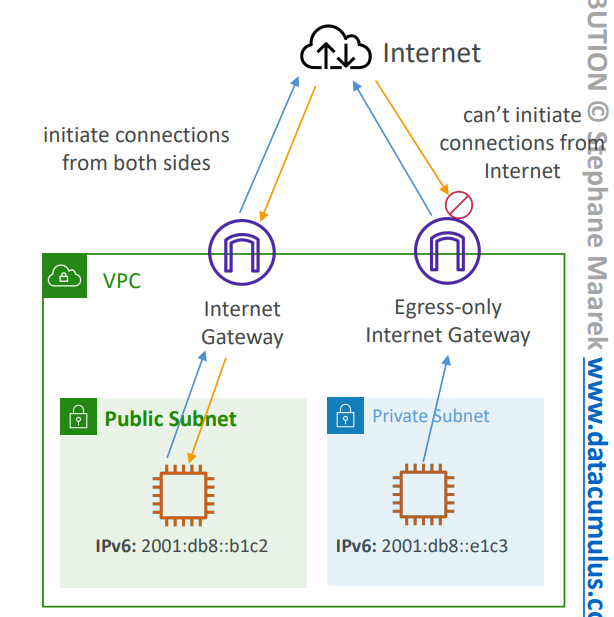 Internet
initiate connections
from both sides
can't initiate
connections from
Internet
VPC
Internet
Gateway
Egress-only
Internet Gateway
Public Subnet
Private Subnet
IPv6: 2001:db8::b1c2
IPv6: 2001:db8::e1c3
BUTION © Stephane Maarek www.datacumulus.co